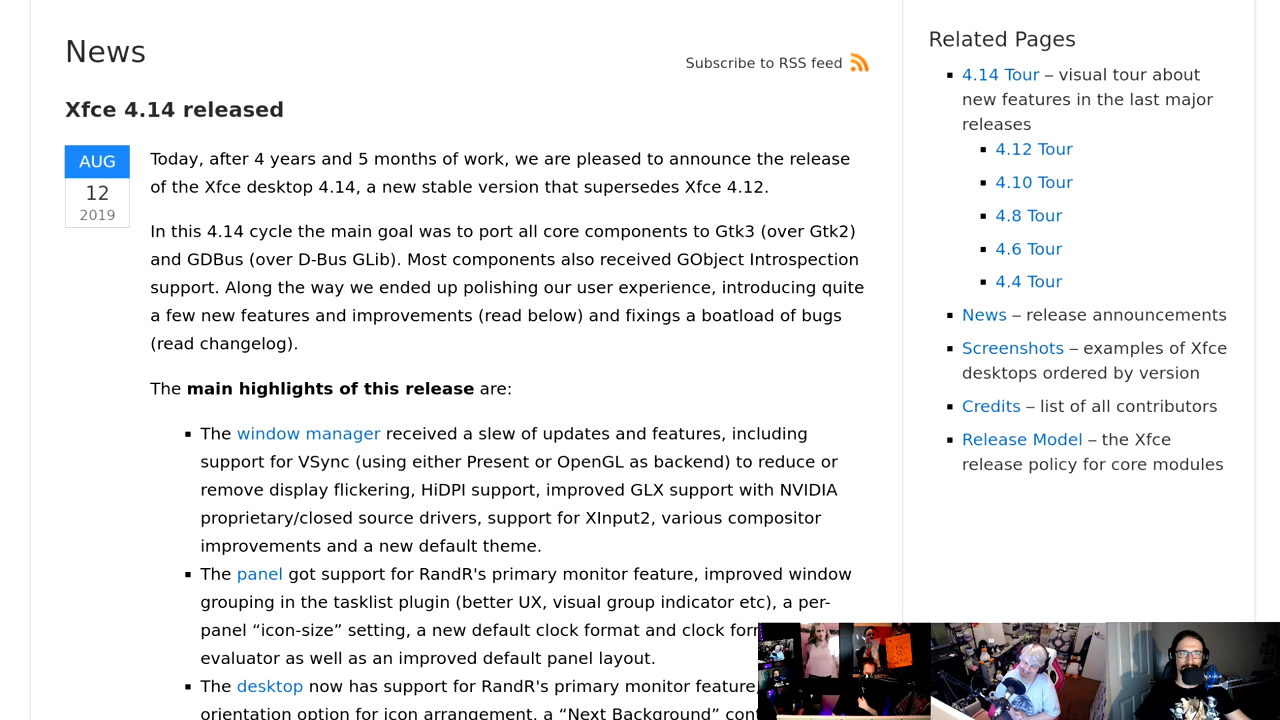 News
Subscribe to RSS feed
Xfce 4.14 released
AUG
12
2019
Today, after 4 years and 5 months of work, we are pleased to announce the release
of the Xfce desktop 4.14, a new stable version that supersedes Xfce 4.12.
In this 4.14 cycle the main goal was to port all core components to Gtk3 (over Gtk2)
and GDBus (over D-Bus GLib). Most components also received GObject Introspection
support. Along the way we ended up polishing our user experience, introducing quite
a few new features and improvements (read below) and fixings a boatload of bugs
(read changelog).
The main highlights of this release are:
The window manager received a slew of updates and features, including
support for VSync (using either Present or OpenGL as backend) to reduce or
remove display flickering, HiDPI support, improved GLX support with NVIDIA
proprietary/closed source drivers, support for XInput2, various compositor
improvements and a new default theme.
The panel got support for RandR's primary monitor feature, improved window
grouping in the tasklist plugin (better UX, visual group indicator etc), a per-
panel “icon-size” setting, a new default clock format and clock
evaluator as well as an improved default panel layout.
The desktop now has support for RandR's primary monitor feature
orientation option for icon arrangement, a “Next Background”
Related Pages
4.14 Tour – visual tour about
new features in the last major
releases
4.12 Tour
4.10 Tour
4.8 Tour
4.6 Tour
4.4 Tour
News – release announcements
Screenshots – examples of Xfce
desktops ordered by version
Credits – list of all contributors
Release Model – the Xfce
release policy for core modules